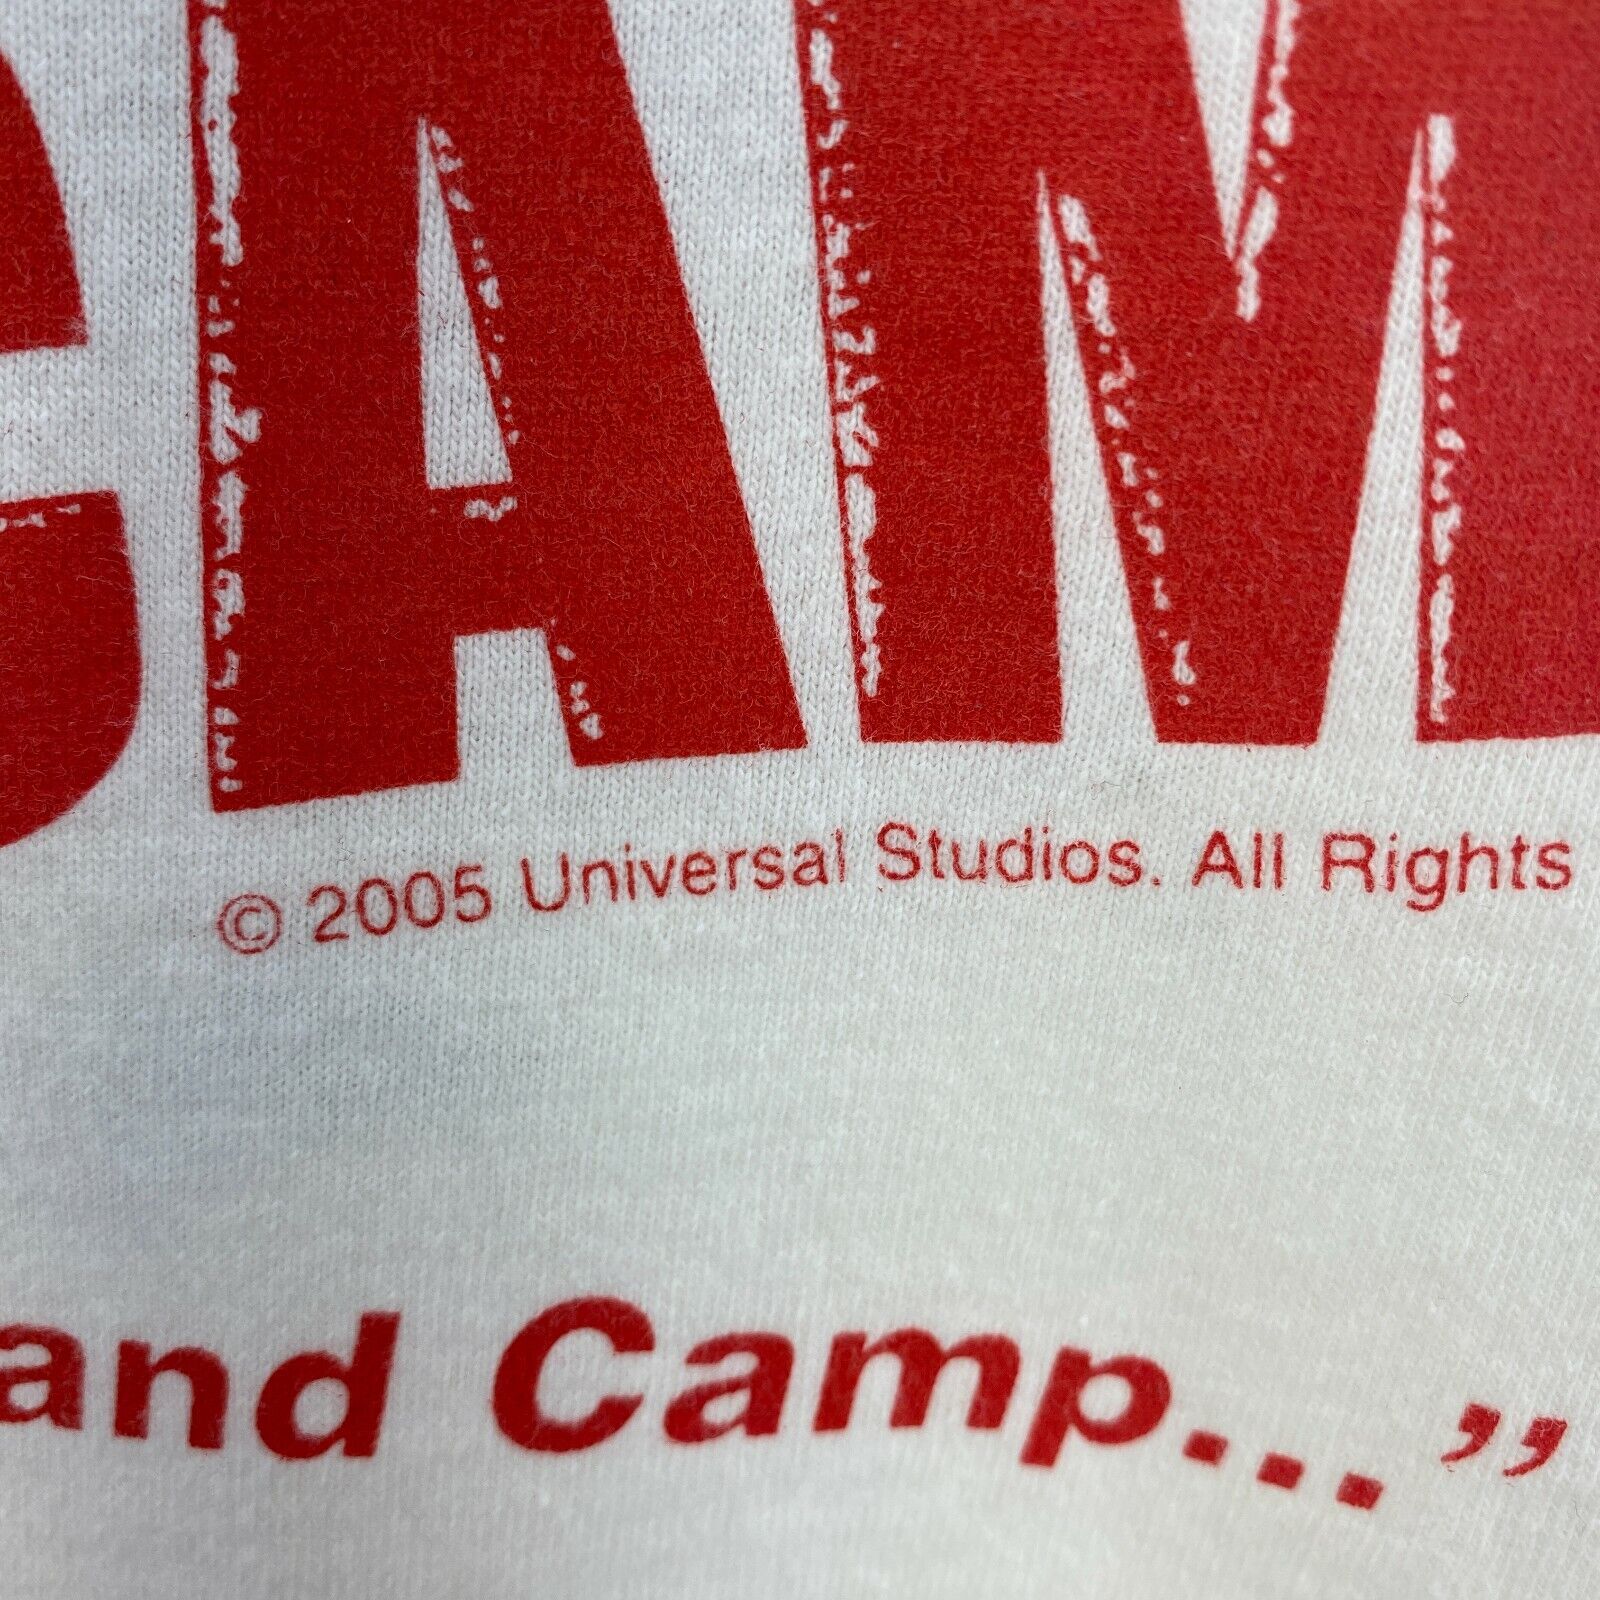 CAM
© 2005 Universal Studios. All Rights
and Camp...”